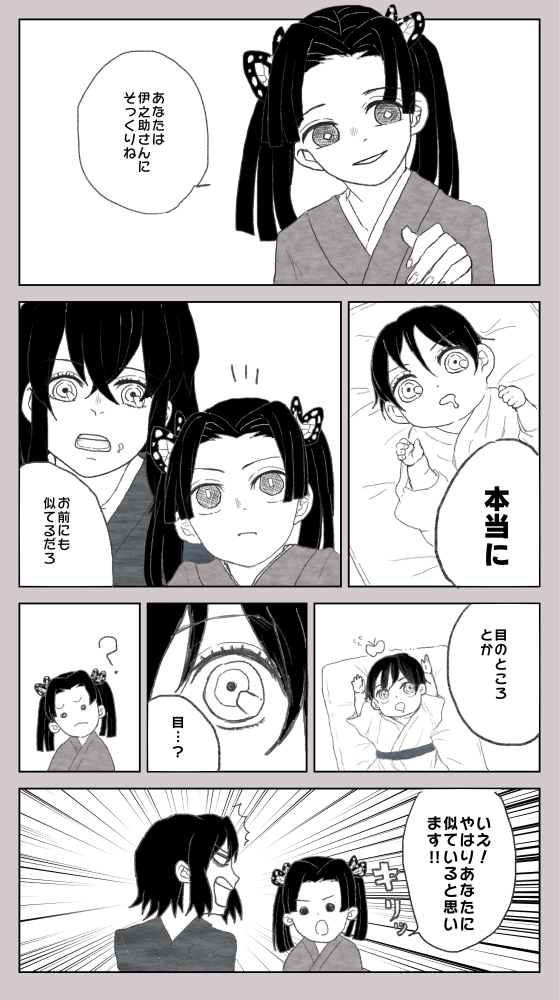 あなたは
伊之助さんに
そっくりね
本当に
お前にも
似てるだろ
目のところ
とか
目…?
?
いえ!
やはりあなたに
似ていると思い
ます!!
キリッ